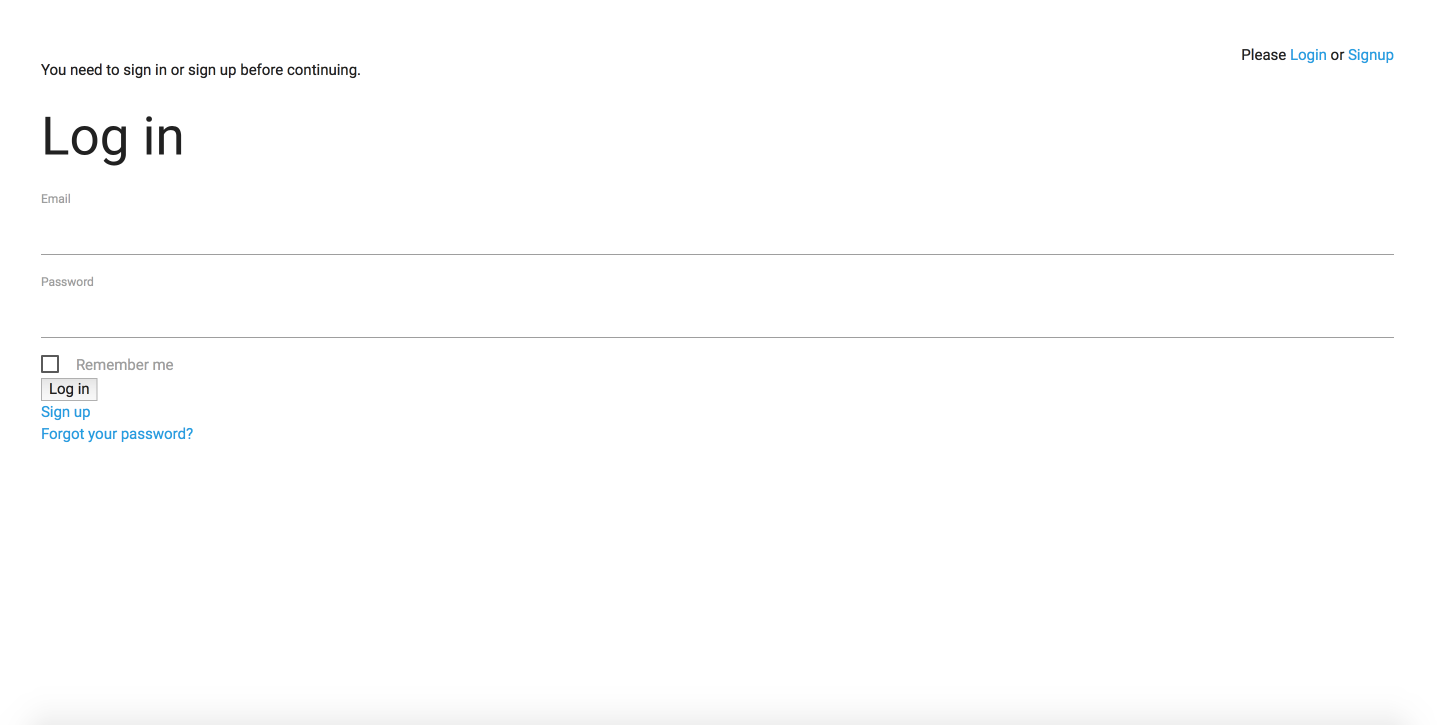 Please Login or Signup
You need to sign in or sign up before continuing.
Log in
Email
Password
Remember me
Log in
Sign up
Forgot your password?